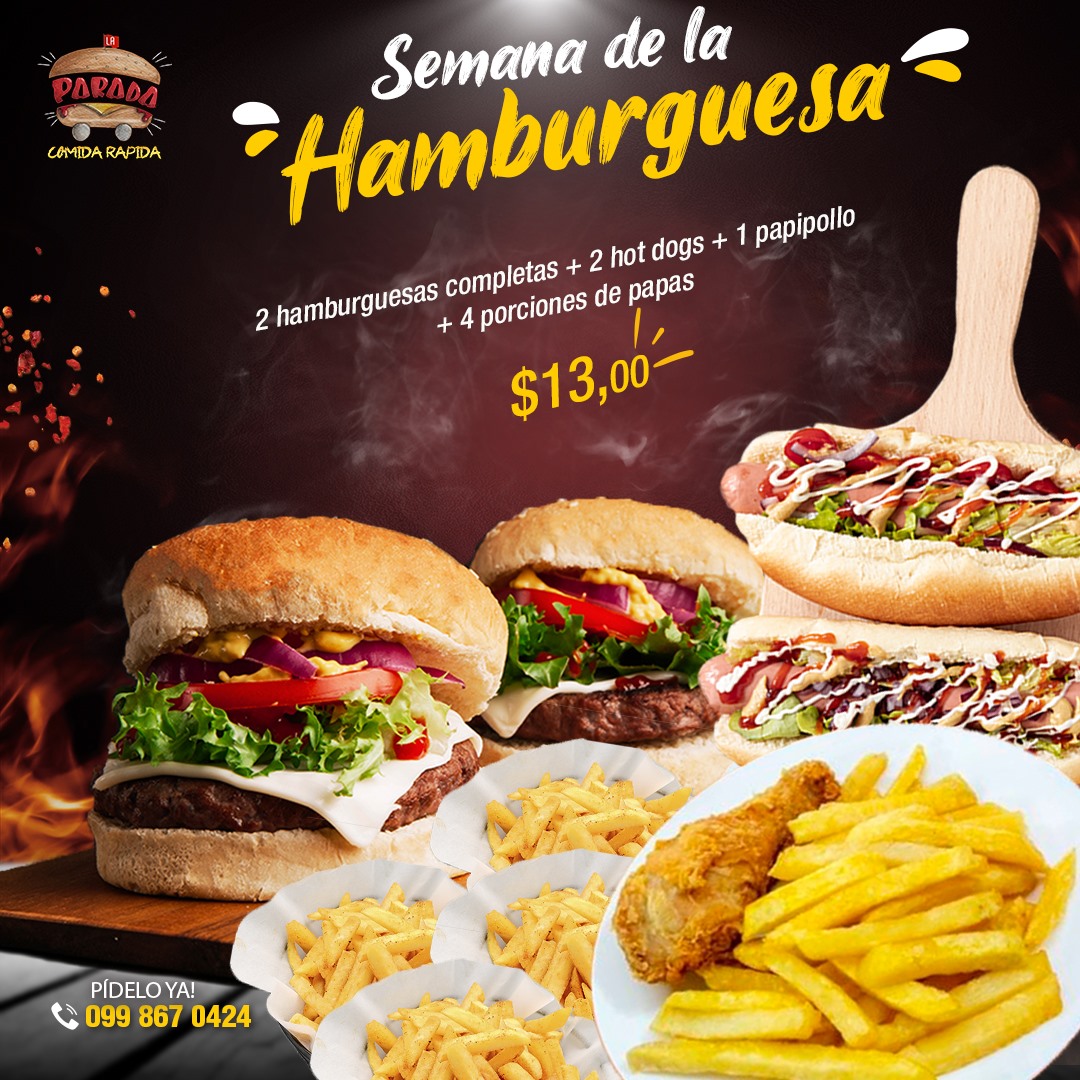 LA
PARADA
COMIDA RAPIDA
Semana de la
Hamburguesa
2 hamburguesas completas + 2 hot dogs + 1 papipollo
+ 4 porciones de papas
$13,00
PÍDELO YA!
099 867 0424